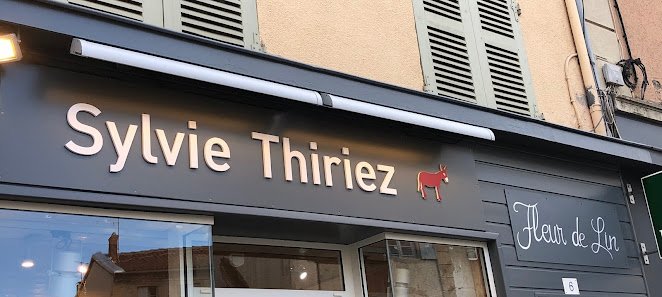 Sylvie Thiriez
Fleur de Lin
6